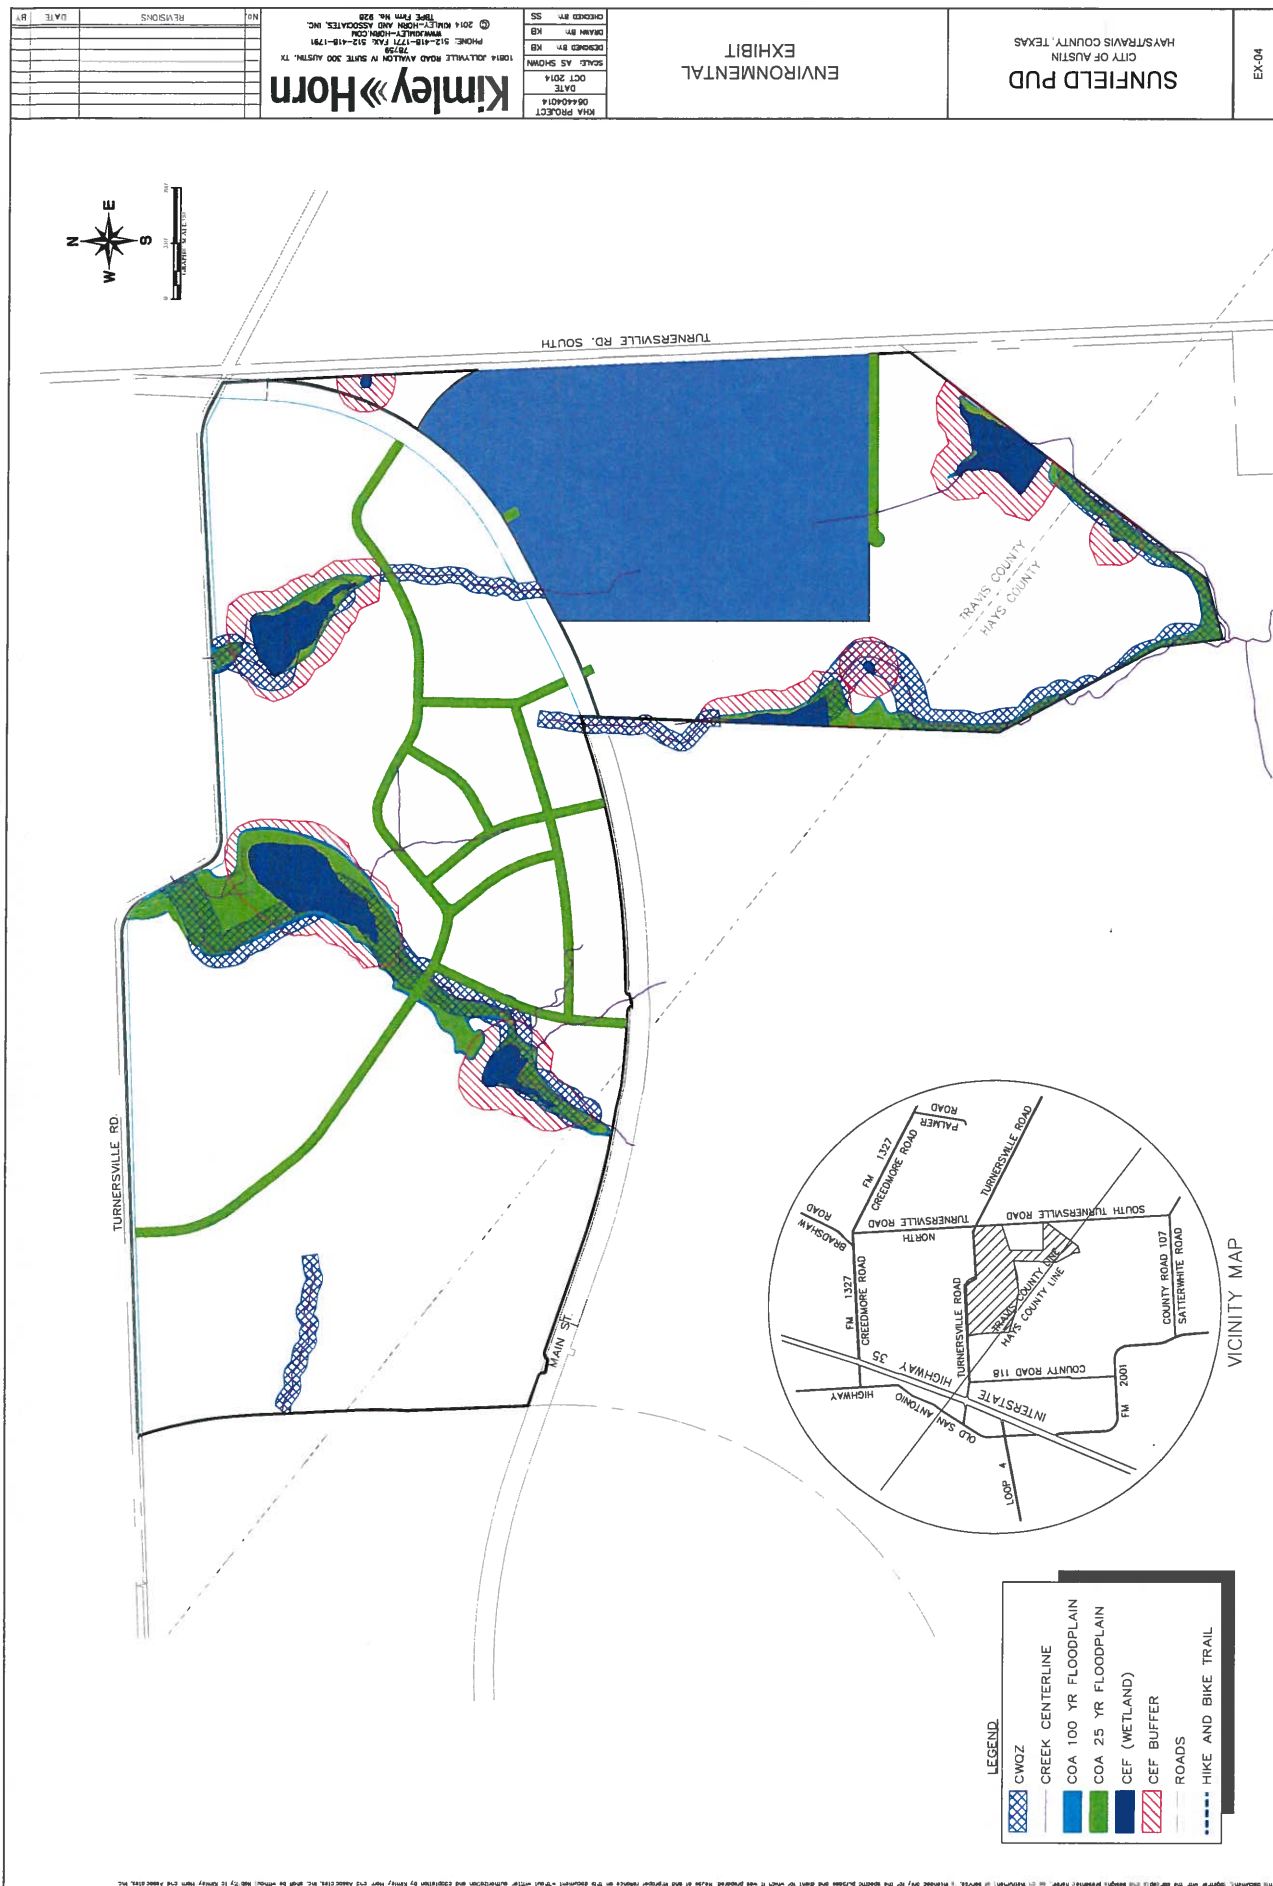 EX-04
SUNFIELD PUD
CITY OF AUSTIN
HAYS/TRAVIS COUNTY, TEXAS
ENVIRONMENTAL
EXHIBIT
KHA PROJECT
064404014
DATE
OCT 2014
SCALE: AS SHOWN
DESIGNED BY: KB
DRAWN BY: KB
CHECKED BY: SS
Kimley»Horn
10814 JOLLYVILLE ROAD AVALLON IV SUITE 300 AUSTIN, TX
78759
PHONE: 512-418-1771 FAX: 512-418-1791
WWW.KIMLEY-HORN.COM
© 2014 KIMLEY-HORN AND ASSOCIATES, INC.
TBPE Firm No. 928
No.
REVISIONS
DATE
BY
N
E
S
W
TURNERSVILLE RD. SOUTH
TRAVIS COUNTY
HAYS COUNTY
TURNERSVILLE RD.
MAIN ST.
PALMER
ROAD
FM 1327
CREEDMORE ROAD
TURNERSVILLE ROAD
BRADSHAW
ROAD
NORTH
TURNERSVILLE ROAD
SOUTH TURNERSVILLE ROAD
FM 1327
CREEDMORE ROAD
TURNERSVILLE ROAD
TRAVIS COUNTY LINE
HAYS COUNTY LINE
COUNTY ROAD 107
SATTERWHITE ROAD
INTERSTATE HIGHWAY 35
COUNTY ROAD 118
FM 2001
OLD SAN ANTONIO HIGHWAY
LOOP 4
VICINITY MAP
LEGEND
CWQZ
CREEK CENTERLINE
COA 100 YR FLOODPLAIN
COA 25 YR FLOODPLAIN
CEF (WETLAND)
CEF BUFFER
ROADS
HIKE AND BIKE TRAIL